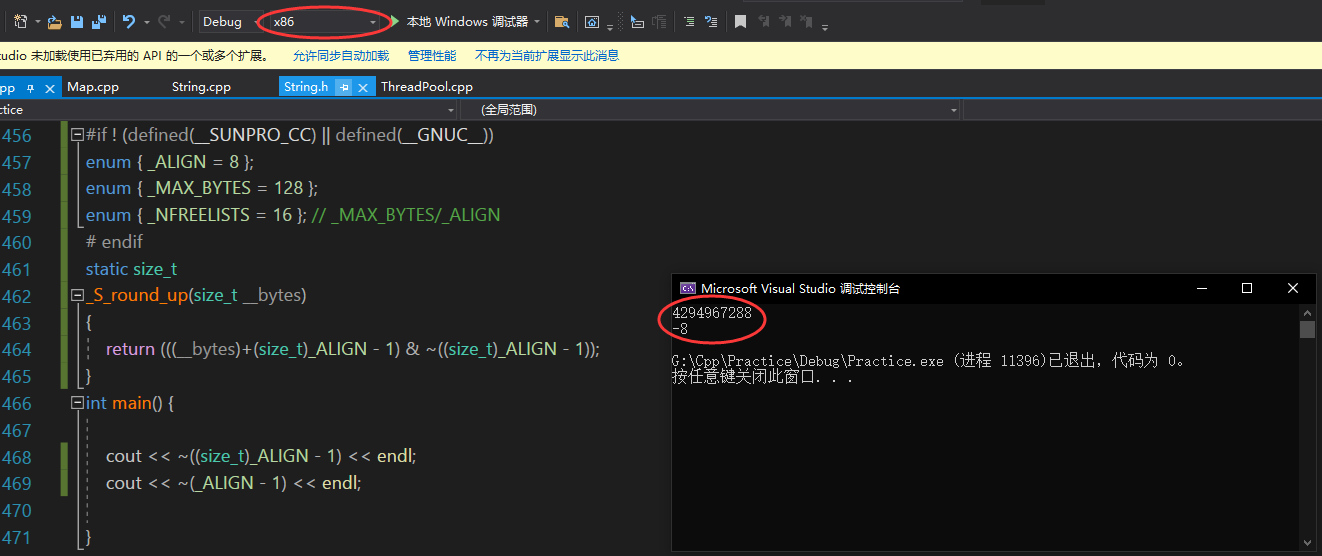 Debug x86 本地 Windows 调试器
tudio 未加载使用已弃用的 API 的一个或多个扩展。 允许同步自动加载 管理性能 不再为当前扩展显示此消息
pp Map.cpp String.cpp String.h ThreadPool.cpp
ctice (全局范围)
456 #if ! (defined(__SUNPRO_CC) || defined(__GNUC__))
457 enum { _ALIGN = 8 };
458 enum { _MAX_BYTES = 128 };
459 enum { _NFREELISTS = 16 }; // _MAX_BYTES/_ALIGN
460 # endif
461 static size_t
462 _S_round_up(size_t __bytes)
463 {
464 return (((__bytes)+(size_t)_ALIGN - 1) & ~((size_t)_ALIGN - 1));
465 }
466 int main() {
467
468 cout << ~((size_t)_ALIGN - 1) << endl;
469 cout << ~(_ALIGN - 1) << endl;
470
471 }
Microsoft Visual Studio 调试控制台
4294967288
-8
G:\Cpp\Practice\Debug\Practice.exe (进程 11396)已退出，代码为 0。
按任意键关闭此窗口. . .